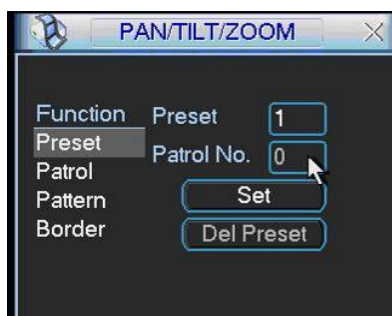 PAN/TILT/ZOOM
Function
Preset 1
Preset
Patrol No. 0
Patrol
Pattern
Set
Border
Del Preset